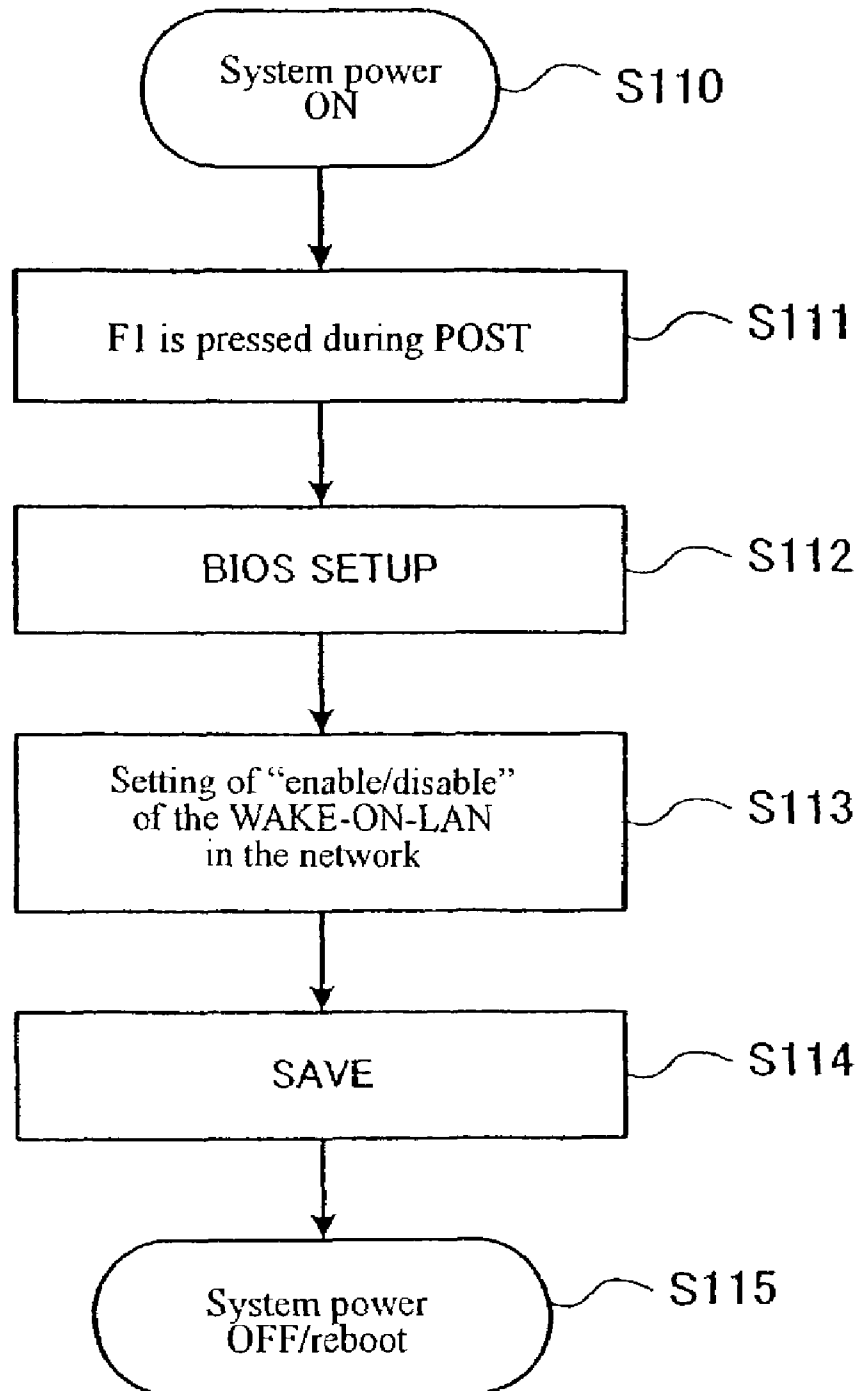 System power
ON
S110
F1 is pressed during POST
S111
BIOS SETUP
S112
Setting of “enable/disable”
of the WAKE-ON-LAN
in the network
S113
SAVE
S114
System power
OFF/reboot
S115